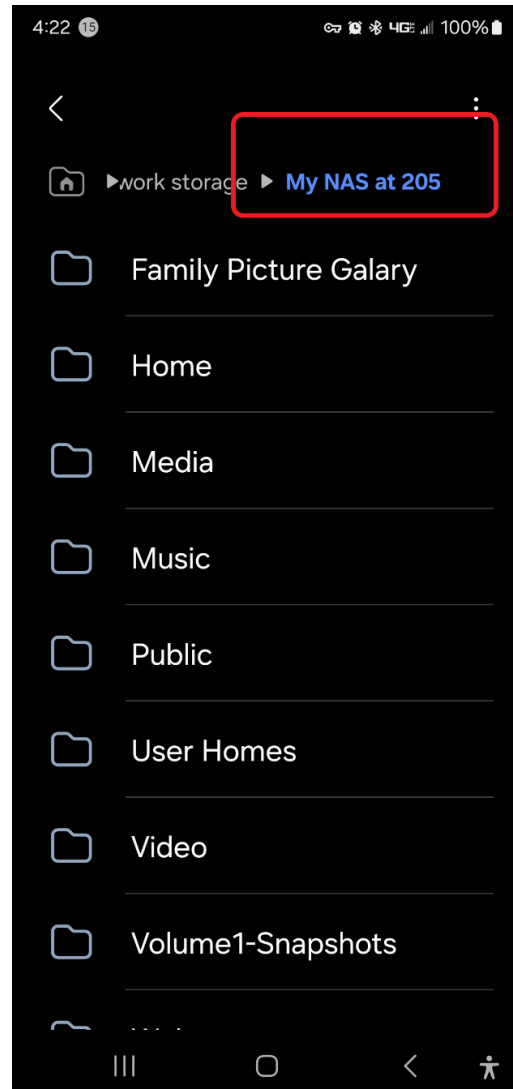 4:22 15 4GE 100%
work storage ▶ My NAS at 205
Family Picture Galary
Home
Media
Music
Public
User Homes
Video
Volume1-Snapshots